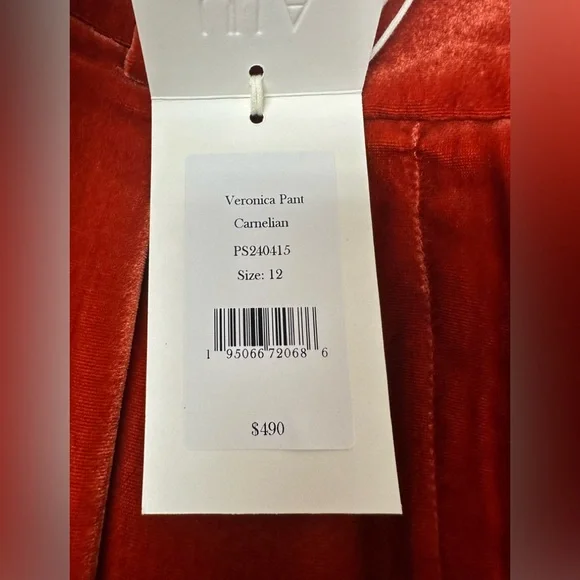 Veronica Pant
Carnelian
PS240415
Size: 12
1 95066 72068 6
$490